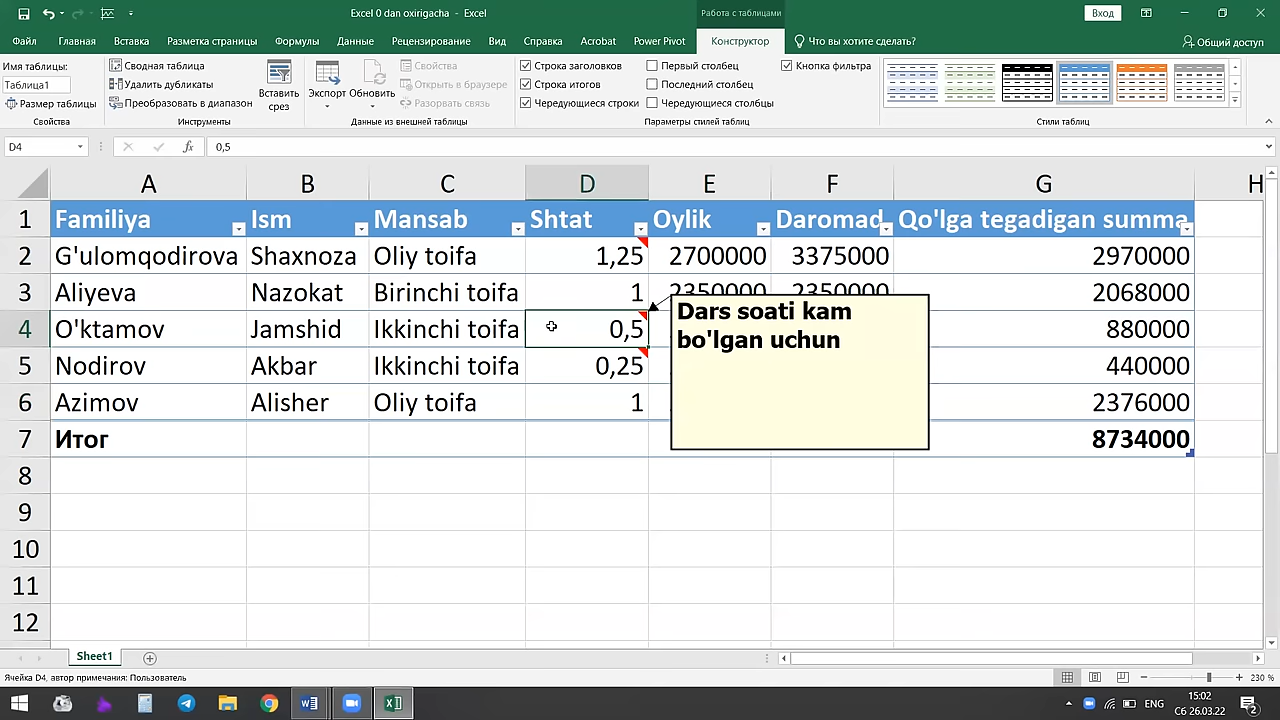 Excel 0 dan oxirigacha - Excel
Работа с таблицами
Вход
Файл Главная Вставка Разметка страницы Формулы Данные Рецензирование Вид Справка Acrobat Power Pivot Конструктор Что вы хотите сделать? Общий доступ
Имя таблицы:
Таблица1
Размер таблицы
Свойства
Сводная таблица
Удалить дубликаты
Преобразовать в диапазон
Инструменты
Вставить срез
Экспорт Обновить
Свойства
Открыть в браузере
Разорвать связь
Данные из внешней таблицы
Строка заголовков Первый столбец Кнопка фильтра
Строка итогов Последний столбец
Чередующиеся строки Чередующиеся столбцы
Параметры стилей таблиц
Стили таблиц
D4 fx 0,5
A B C D E F G H
1 Familiya Ism Mansab Shtat Oylik Daromad Qo'lga tegadigan summa
2 G'ulomqodirova Shaxnoza Oliy toifa 1,25 2700000 3375000 2970000
3 Aliyeva Nazokat Birinchi toifa 1 2350000 2350000 2068000
4 O'ktamov Jamshid Ikkinchi toifa 0,5 880000
Dars soati kam
bo'lgan uchun
5 Nodirov Akbar Ikkinchi toifa 0,25 440000
6 Azimov Alisher Oliy toifa 1 2376000
7 Итог 8734000
8
9
10
11
12
Sheet1
Ячейка D4, автор примечания: Пользователь
230 %
ENG
15:02
Сб 26.03.22
2